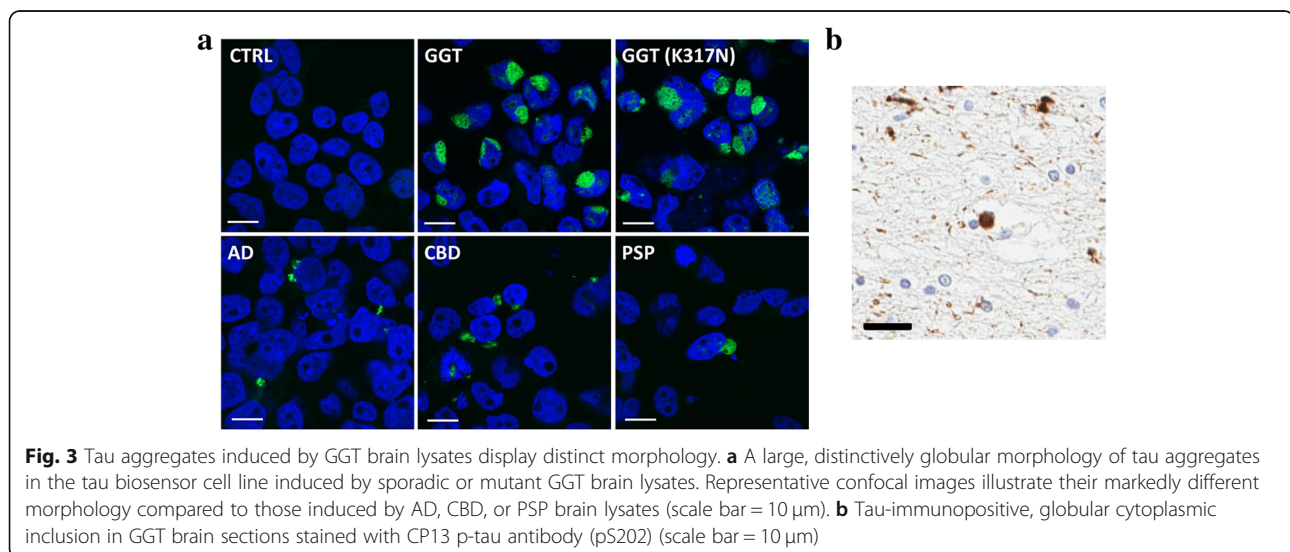 a
b
CTRL
GGT
GGT (K317N)
AD
CBD
PSP
Fig. 3 Tau aggregates induced by GGT brain lysates display distinct morphology. a A large, distinctively globular morphology of tau aggregates
in the tau biosensor cell line induced by sporadic or mutant GGT brain lysates. Representative confocal images illustrate their markedly different
morphology compared to those induced by AD, CBD, or PSP brain lysates (scale bar = 10 μm). b Tau-immunopositive, globular cytoplasmic
inclusion in GGT brain sections stained with CP13 p-tau antibody (pS202) (scale bar = 10 μm)